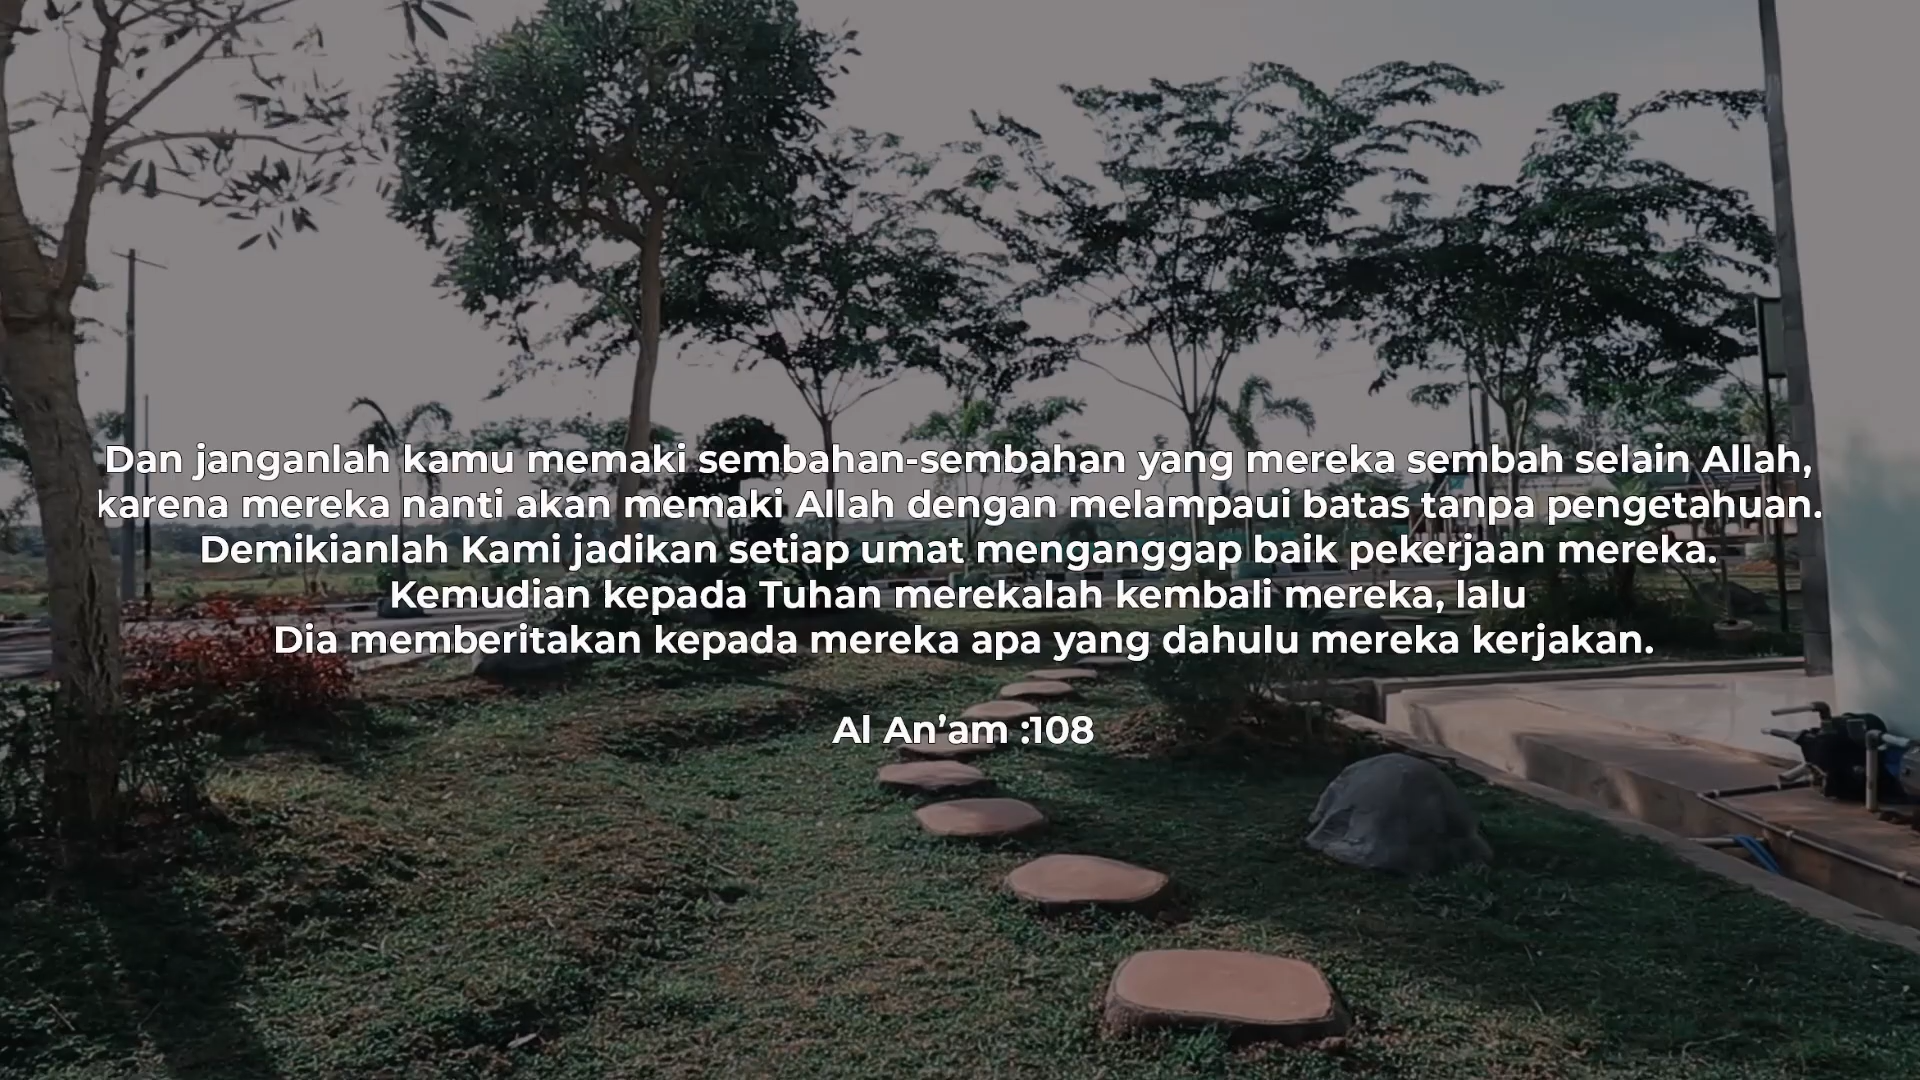 Dan janganlah kamu memaki sembahan-sembahan yang mereka sembah selain Allah,
karena mereka nanti akan memaki Allah dengan melampaui batas tanpa pengetahuan.
Demikianlah Kami jadikan setiap umat menganggap baik pekerjaan mereka.
Kemudian kepada Tuhan merekalah kembali mereka, lalu
Dia memberitakan kepada mereka apa yang dahulu mereka kerjakan.
Al An’am :108